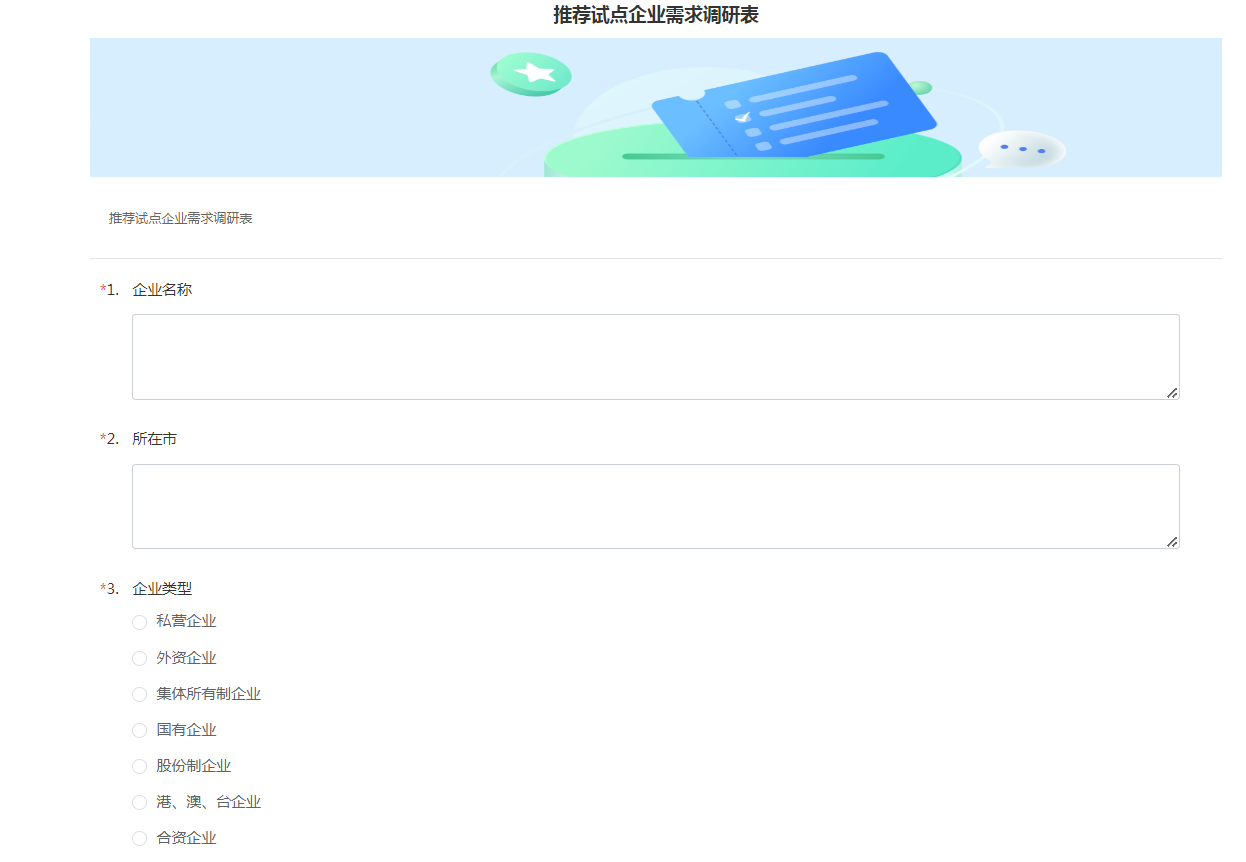 推荐试点企业需求调研表
推荐试点企业需求调研表
*1. 企业名称
*2. 所在市
*3. 企业类型
私营企业
外资企业
集体所有制企业
国有企业
股份制企业
港、澳、台企业
合资企业